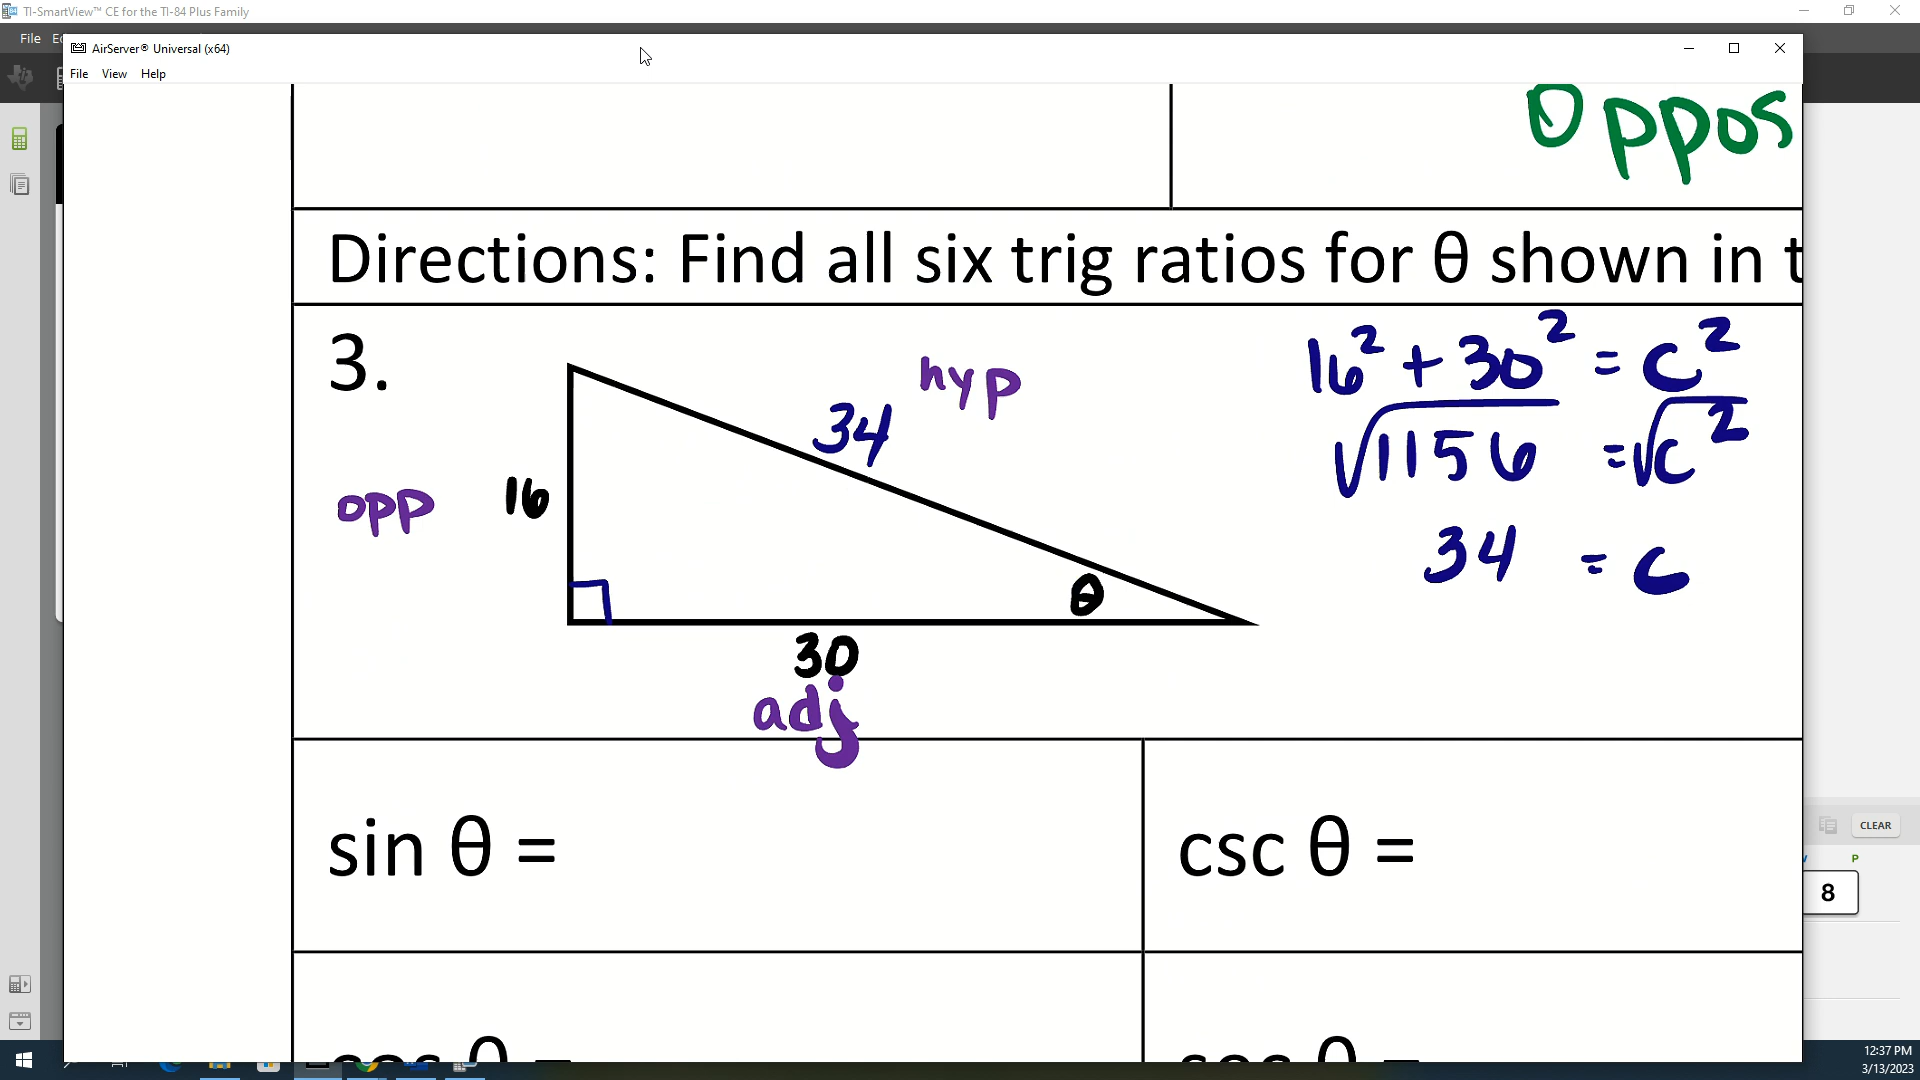 TI-SmartView™ CE for the TI-84 Plus Family
File
AirServer® Universal (x64)
File View Help
Oppos
Directions: Find all six trig ratios for θ shown in t
3.
hyp
34
opp
16
θ
30
adj
16² + 30² = c²
√1156 = √c²
34 = c
sin θ =
csc θ =
cos θ =
sec θ =
CLEAR
P
8
12:37 PM
3/13/2023